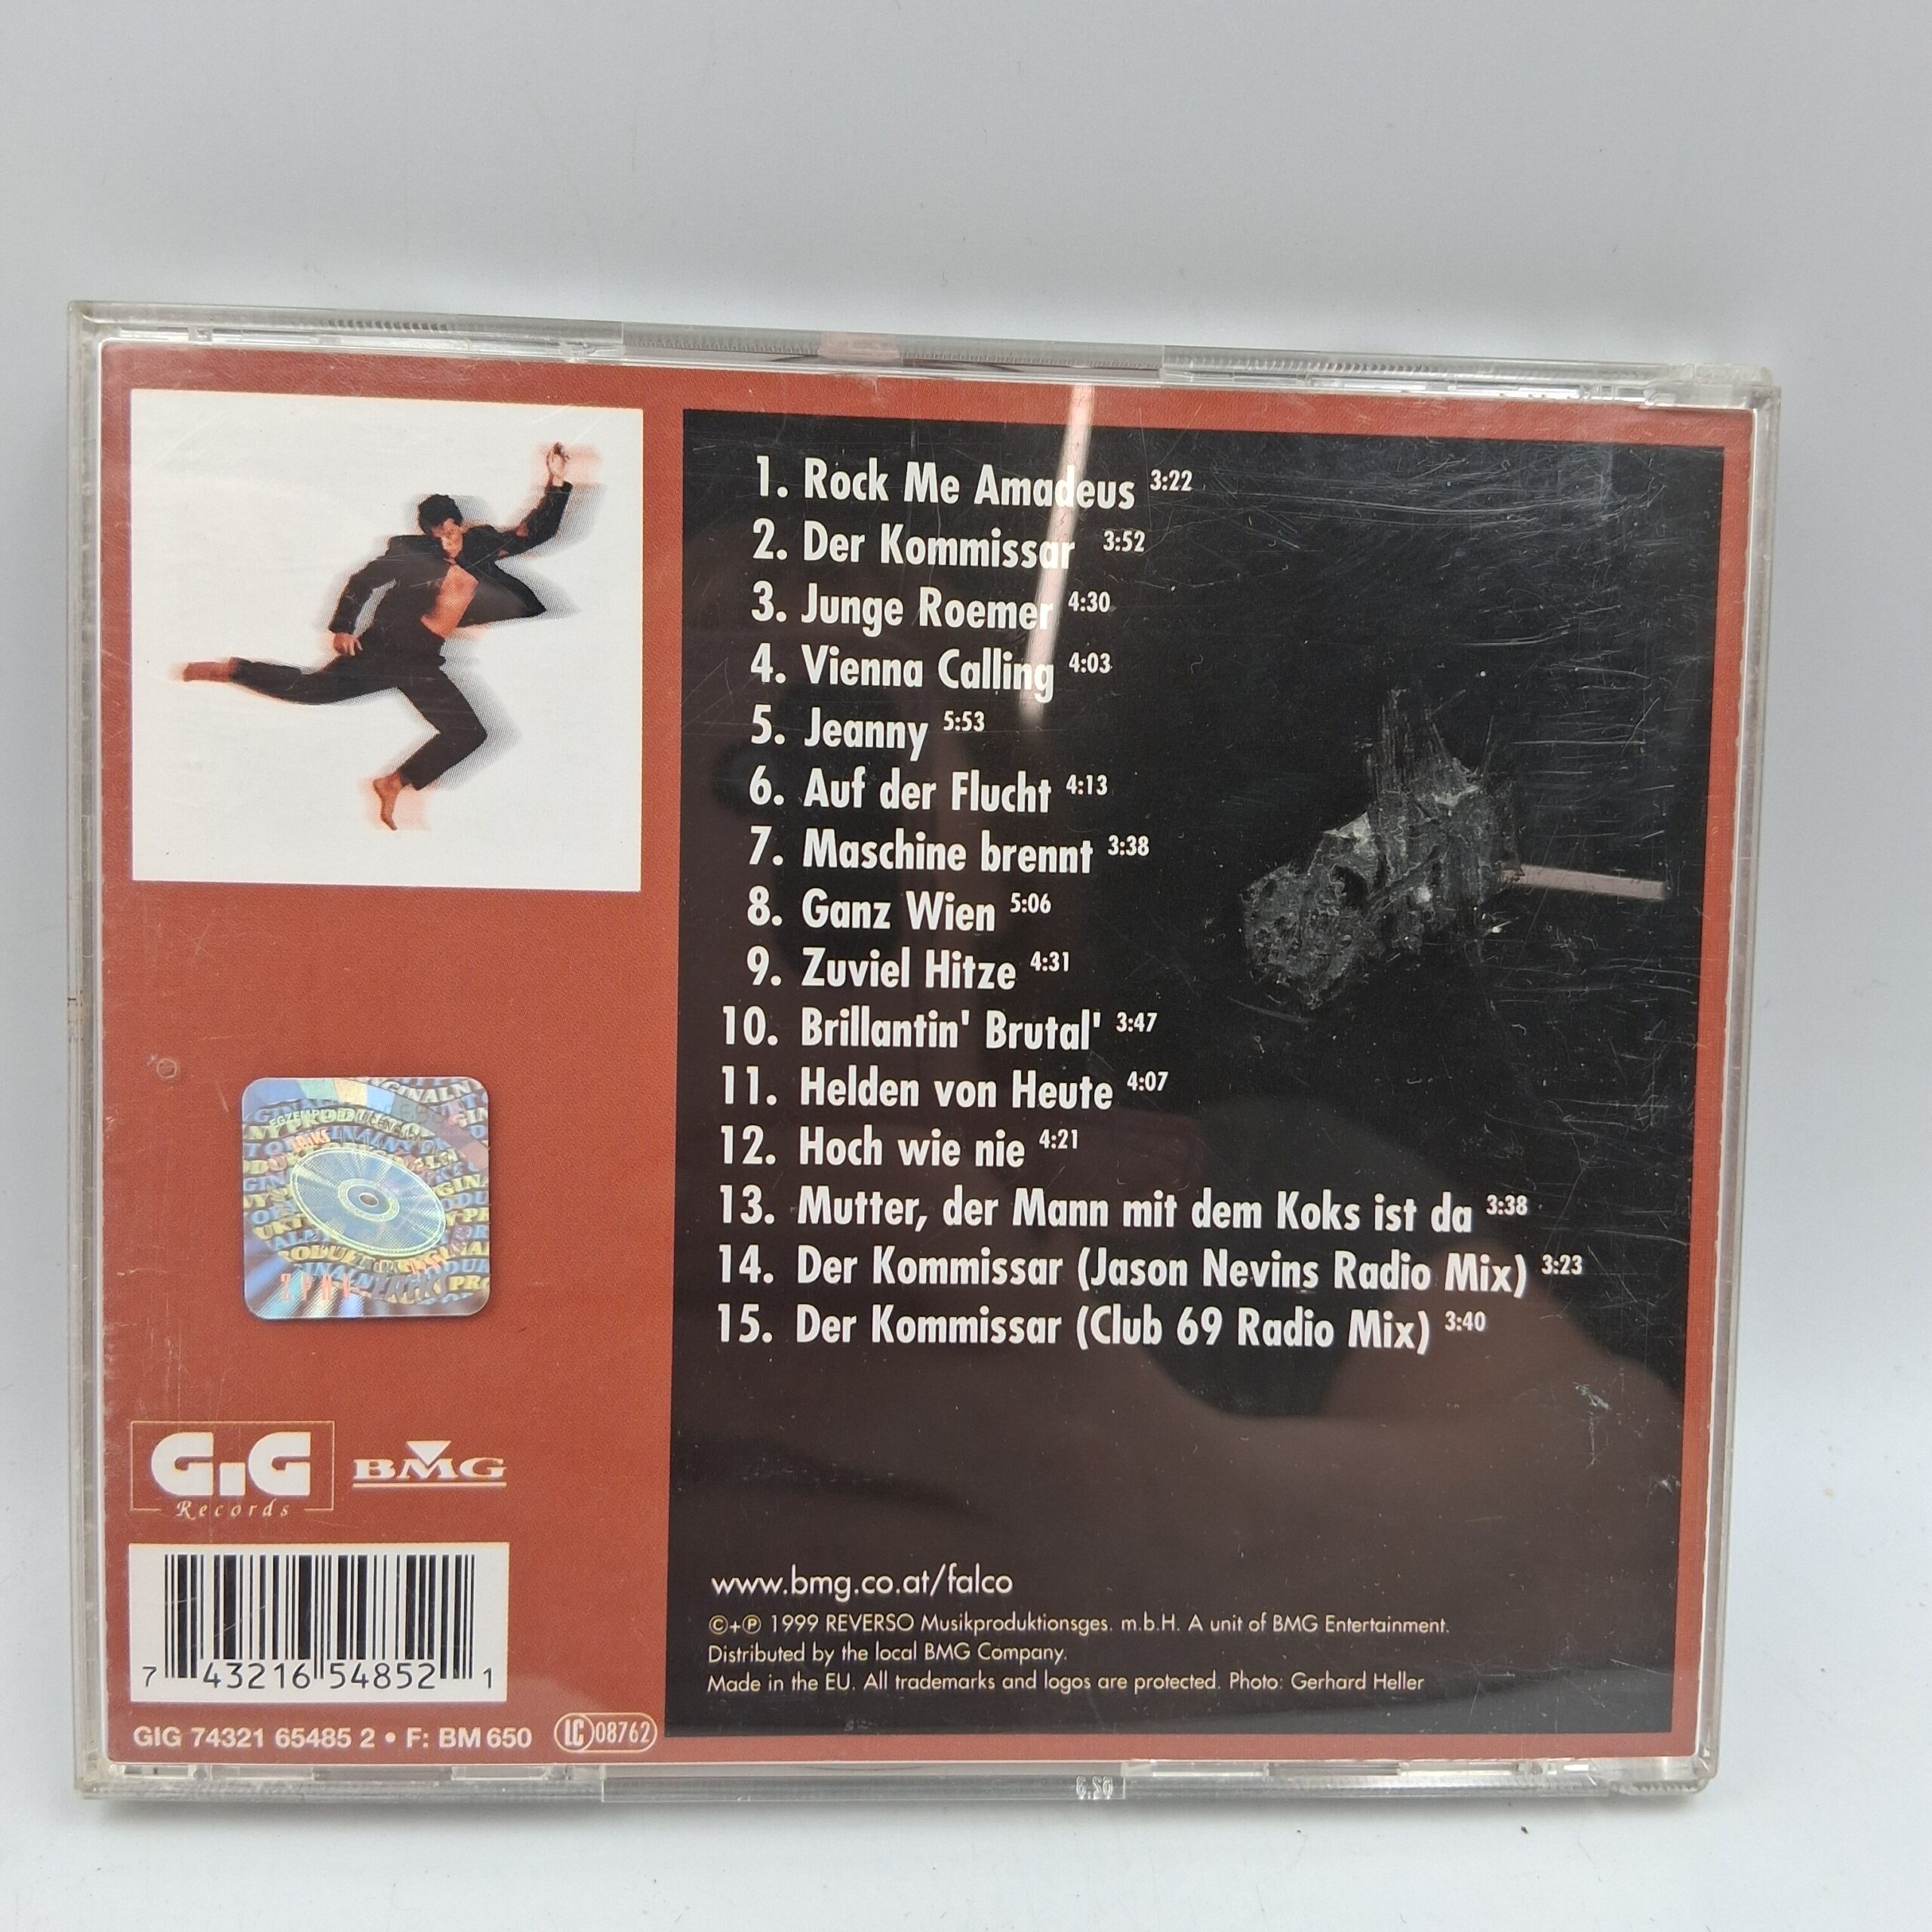 1. Rock Me Amadeus 3:22
2. Der Kommissar 3:52
3. Junge Roemer 4:30
4. Vienna Calling 4:03
5. Jeanny 5:53
6. Auf der Flucht 4:13
7. Maschine brennt 3:38
8. Ganz Wien 5:06
9. Zuviel Hitze 4:31
10. Brillantin' Brutal' 3:47
11. Helden von Heute 4:07
12. Hoch wie nie 4:21
13. Mutter, der Mann mit dem Koks ist da 3:38
14. Der Kommissar (Jason Nevins Radio Mix) 3:23
15. Der Kommissar (Club 69 Radio Mix) 3:40
GIG
Records
BMG
www.bmg.co.at/falco
©+℗ 1999 REVERSO Musikproduktionsges. m.b.H. A unit of BMG Entertainment.
Distributed by the local BMG Company.
Made in the EU. All trademarks and logos are protected. Photo: Gerhard Heller
7 43216 54852 1
GIG 74321 65485 2 • F: BM 650 LC 08762